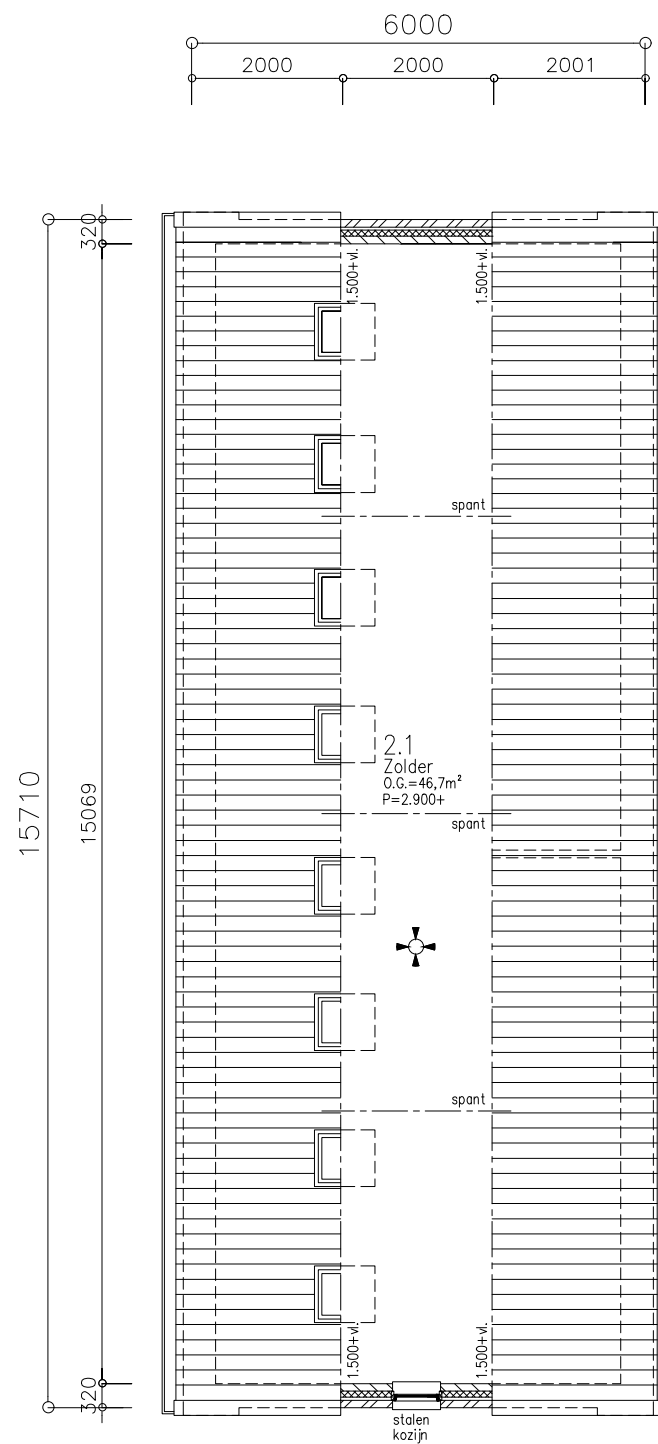 6000
2000 2000 2001
320
1.500+vl. 1.500+vl.
spant
2.1
Zolder
O.G.=46,7m²
P=2.900+
spant
15710
15069
spant
1.500+vl. 1.500+vl.
320
stalen
kozijn